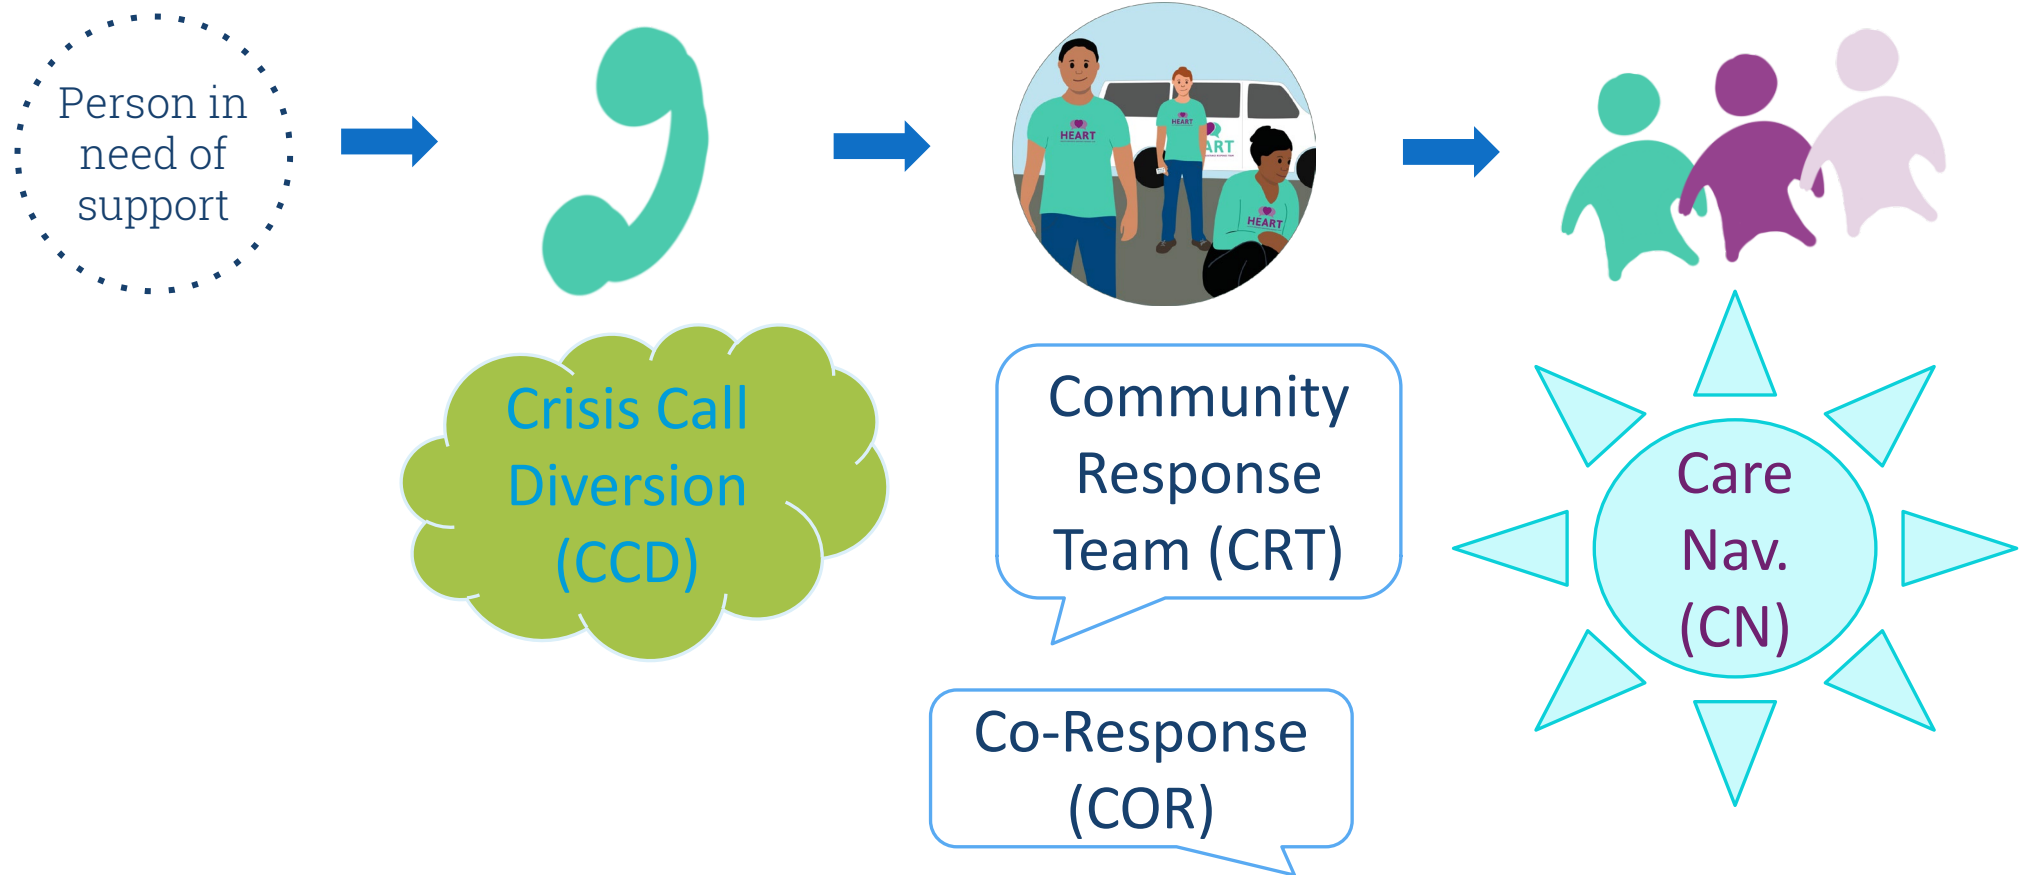 Person in
need of
support
HEART
HEART
ART
HEART
Crisis Call
Diversion
(CCD)
Community
Response
Team (CRT)
Co-Response
(COR)
Care
Nav.
(CN)